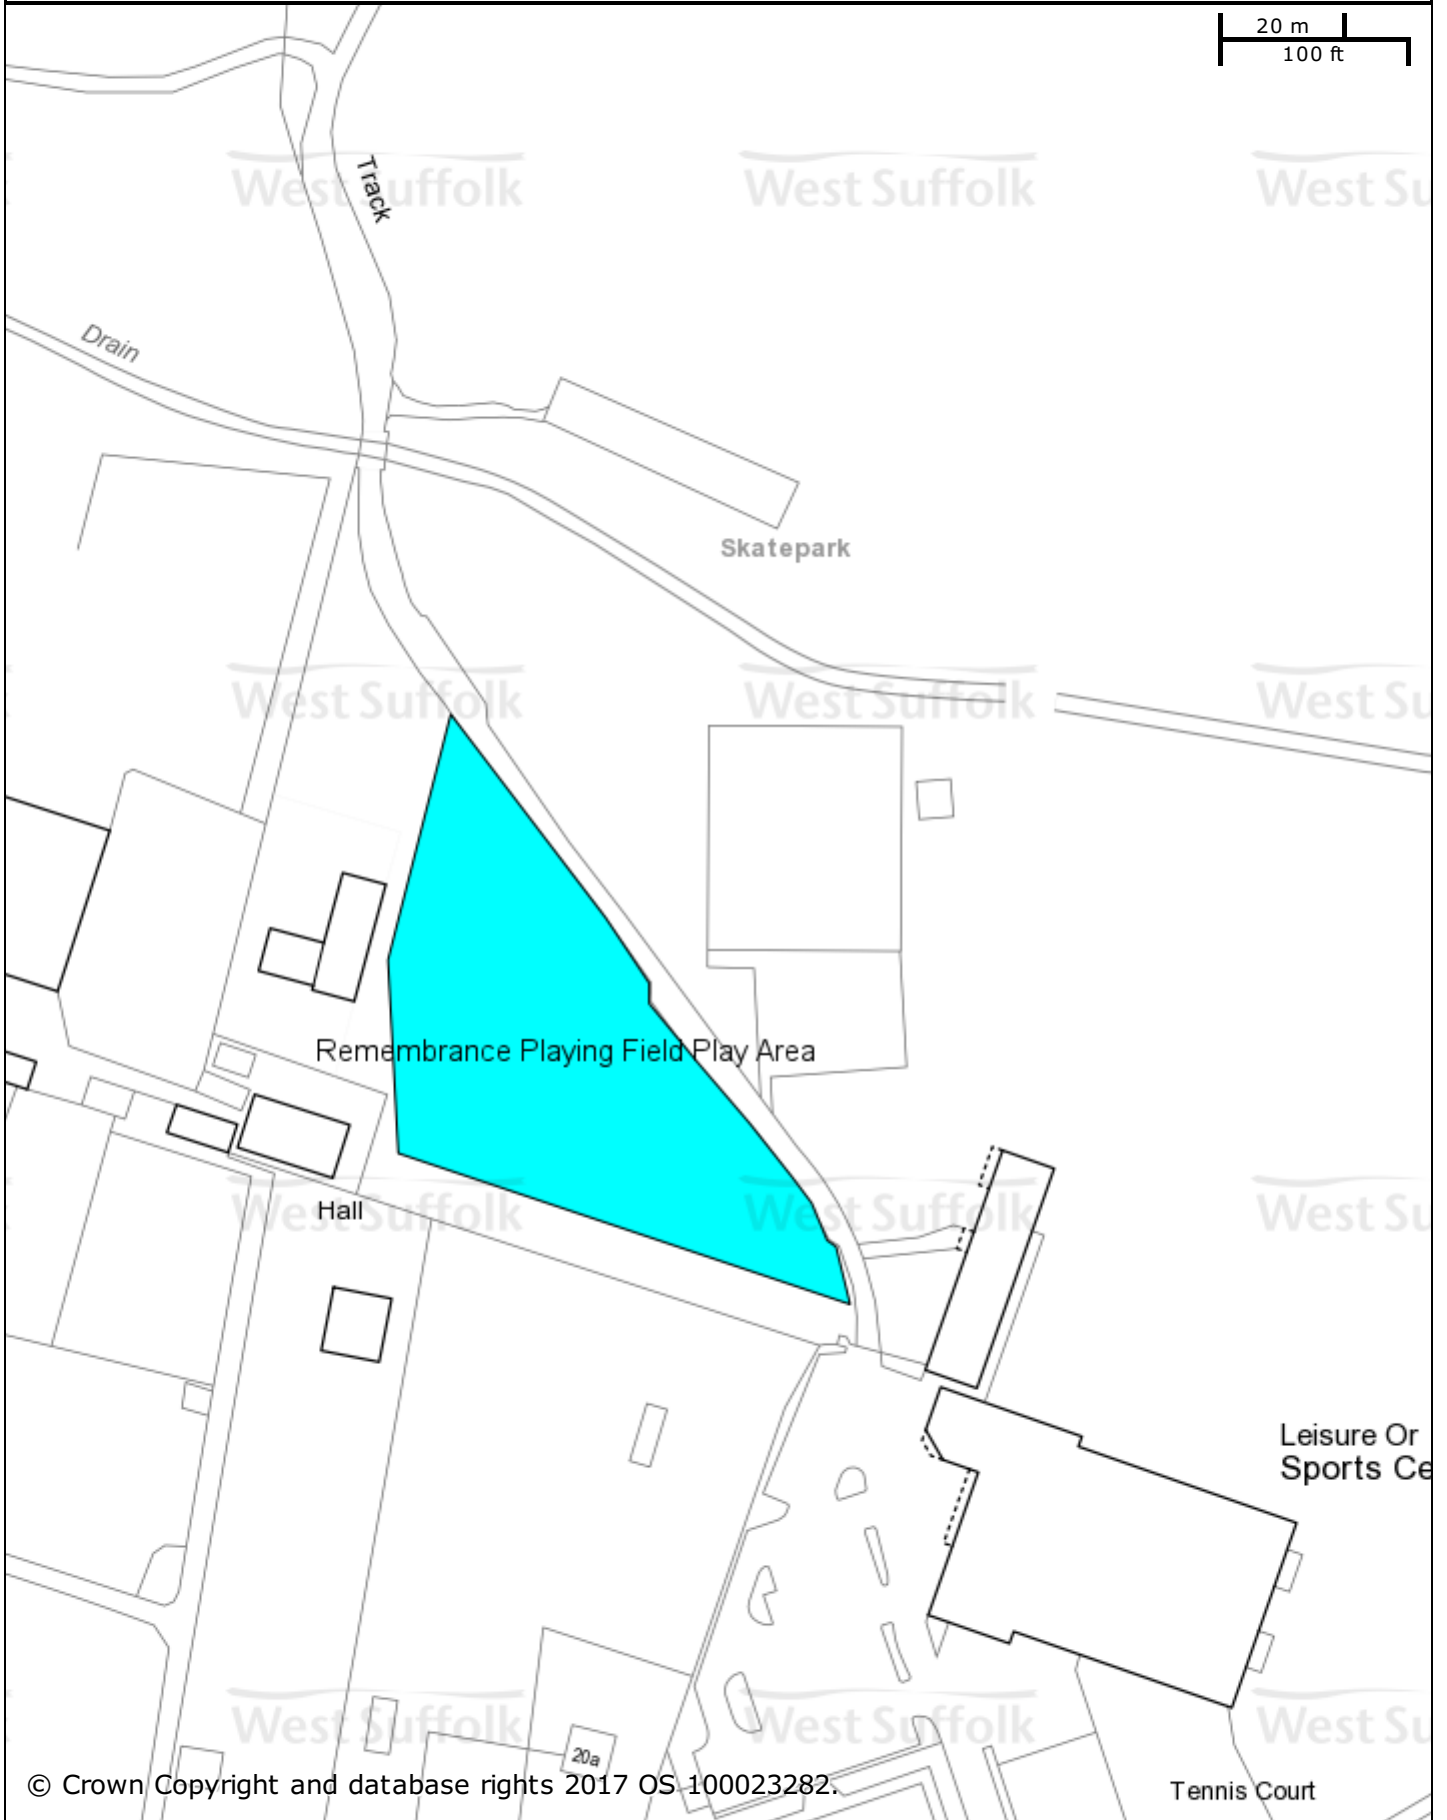 20 m
100 ft
Track
West Suffolk
West Suffolk
West Su
Drain
Skatepark
West Suffolk
West Suffolk
West Su
Remembrance Playing Field Play Area
Hall
West Suffolk
West Suffolk
West Su
Leisure Or
Sports Ce
West Suffolk
West Suffolk
West Su
20a
© Crown Copyright and database rights 2017 OS 100023282.
Tennis Court